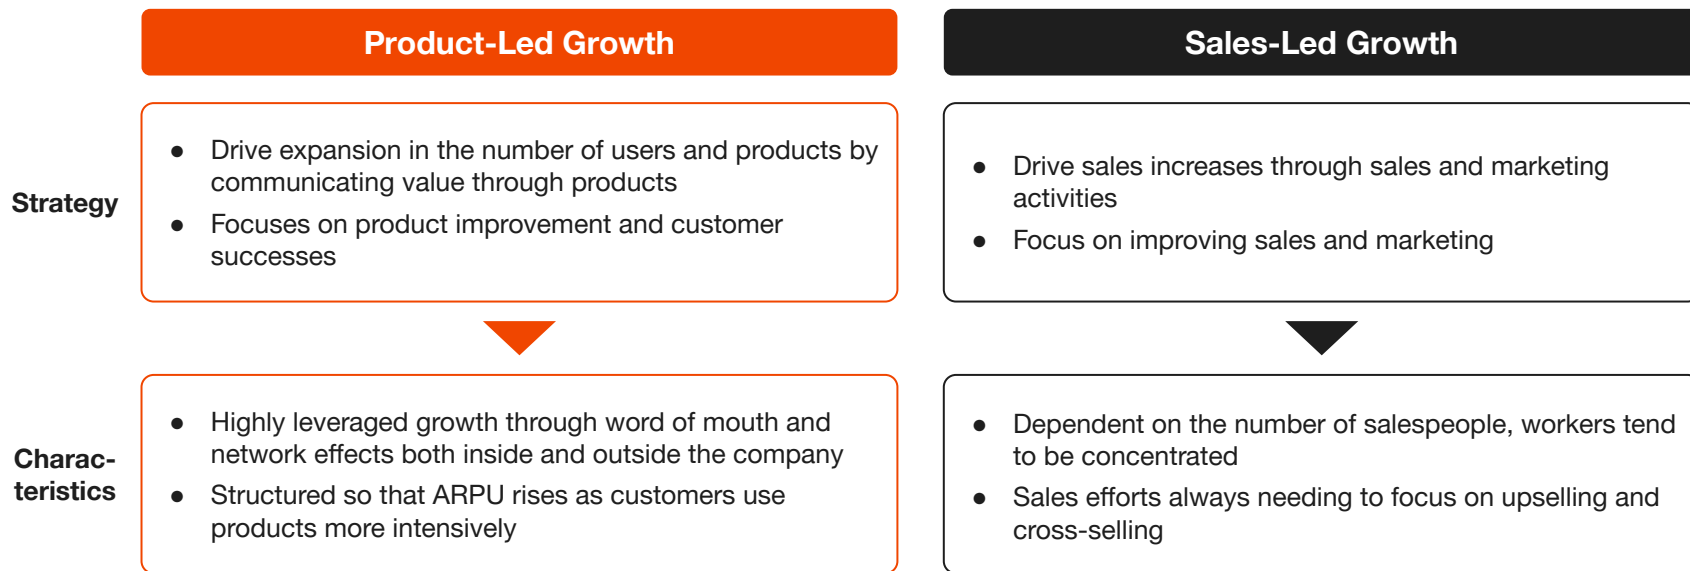 Product-Led Growth
Sales-Led Growth
Strategy
● Drive expansion in the number of users and products by
communicating value through products
● Focuses on product improvement and customer
successes
● Drive sales increases through sales and marketing
activities
● Focus on improving sales and marketing
Charac-
teristics
● Highly leveraged growth through word of mouth and
network effects both inside and outside the company
● Structured so that ARPU rises as customers use
products more intensively
● Dependent on the number of salespeople, workers tend
to be concentrated
● Sales efforts always needing to focus on upselling and
cross-selling